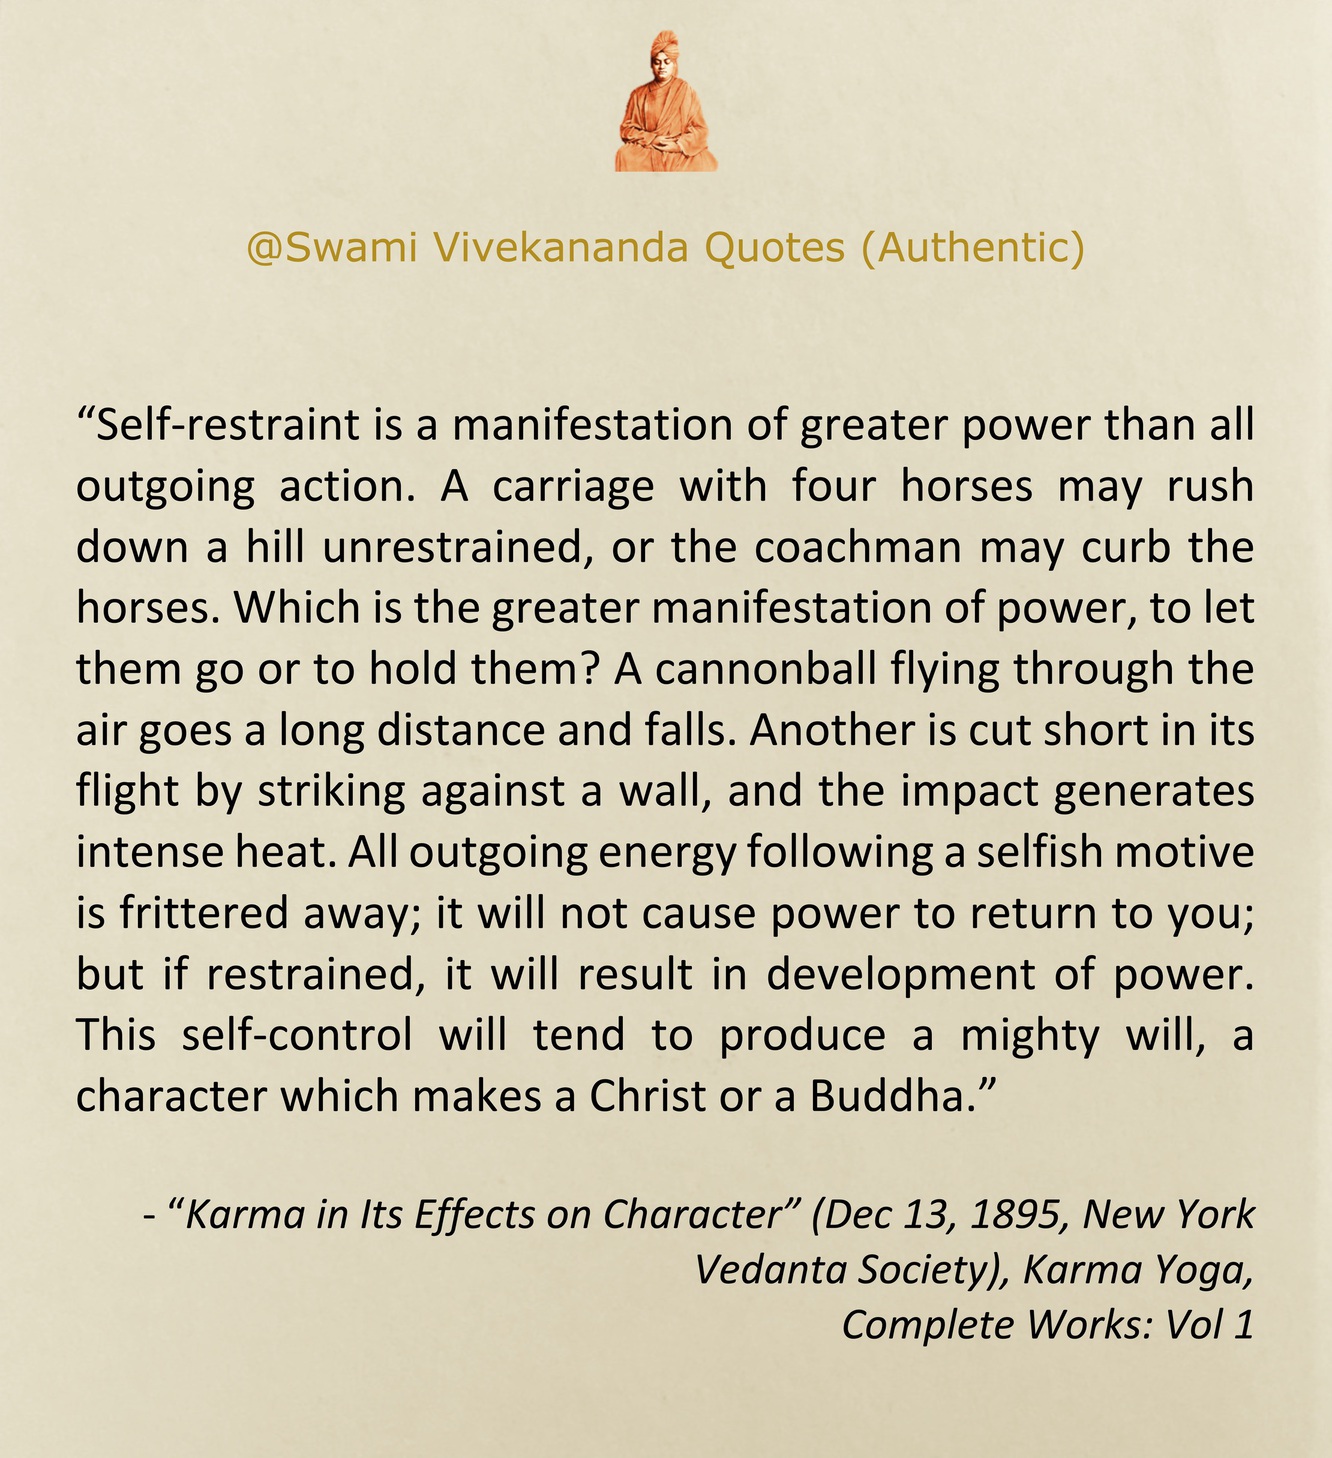 @Swami Vivekananda Quotes (Authentic)
“Self-restraint is a manifestation of greater power than all
outgoing action. A carriage with four horses may rush
down a hill unrestrained, or the coachman may curb the
horses. Which is the greater manifestation of power, to let
them go or to hold them? A cannonball flying through the
air goes a long distance and falls. Another is cut short in its
flight by striking against a wall, and the impact generates
intense heat. All outgoing energy following a selfish motive
is frittered away; it will not cause power to return to you;
but if restrained, it will result in development of power.
This self-control will tend to produce a mighty will, a
character which makes a Christ or a Buddha.”
- “Karma in Its Effects on Character” (Dec 13, 1895, New York
Vedanta Society), Karma Yoga,
Complete Works: Vol 1